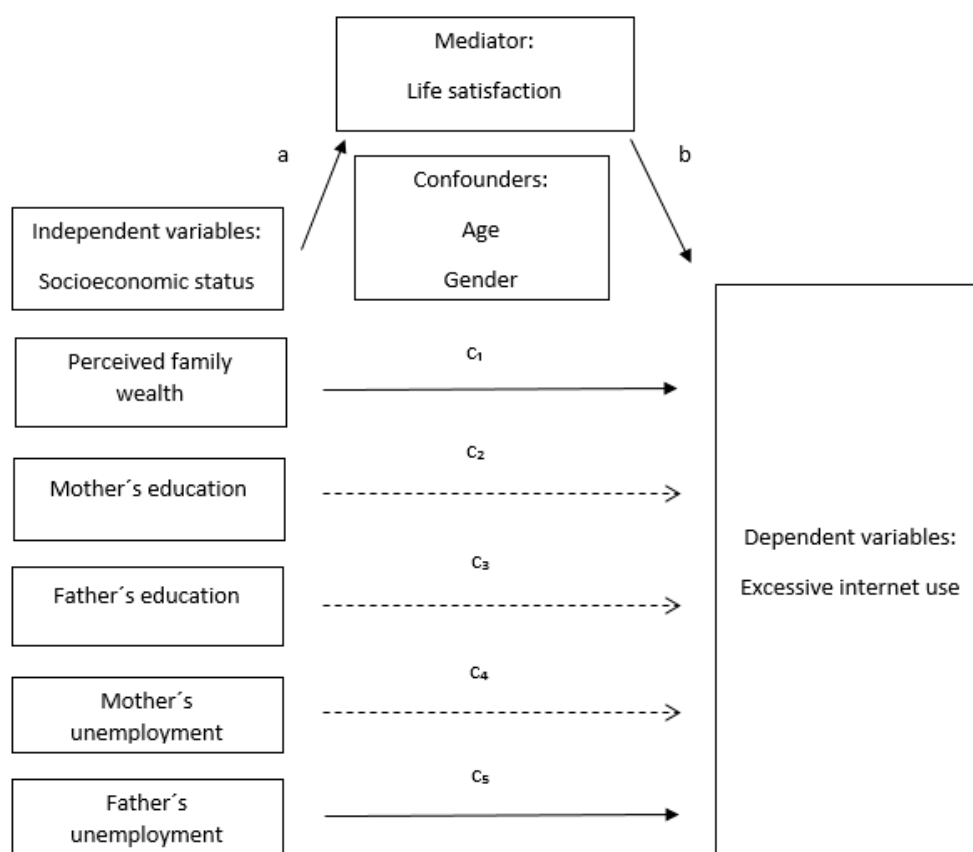 Mediator:
Life satisfaction
a
b
Confounders:
Age
Gender
Independent variables:
Socioeconomic status
Perceived family
wealth
c₁
Mother´s education
c₂
Father´s education
c₃
Mother´s
unemployment
c₄
Father´s
unemployment
c₅
Dependent variables:
Excessive internet use